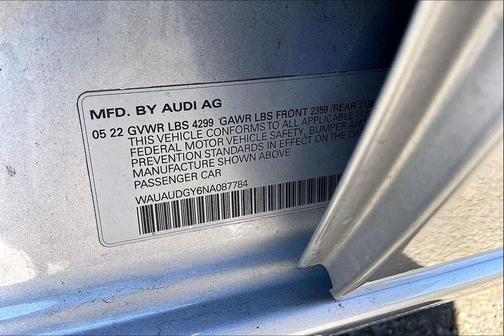 MFD. BY AUDI AG
05 22 GVWR LBS 4299 GAWR LBS FRONT 2359 /REAR
THIS VEHICLE CONFORMS TO ALL APPLICABLE
FEDERAL MOTOR VEHICLE SAFETY, BUMPER AND
PREVENTION STANDARDS IN EFFECT ON THE
MANUFACTURE SHOWN ABOVE
PASSENGER CAR
WAUAUDGY6NA087784